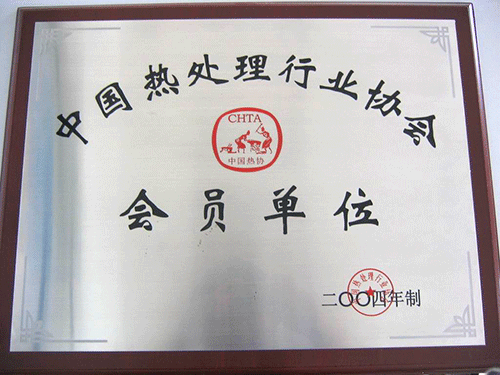 中国热处理行业协会
CHTA
中国热协
会员单位
二〇〇四年制